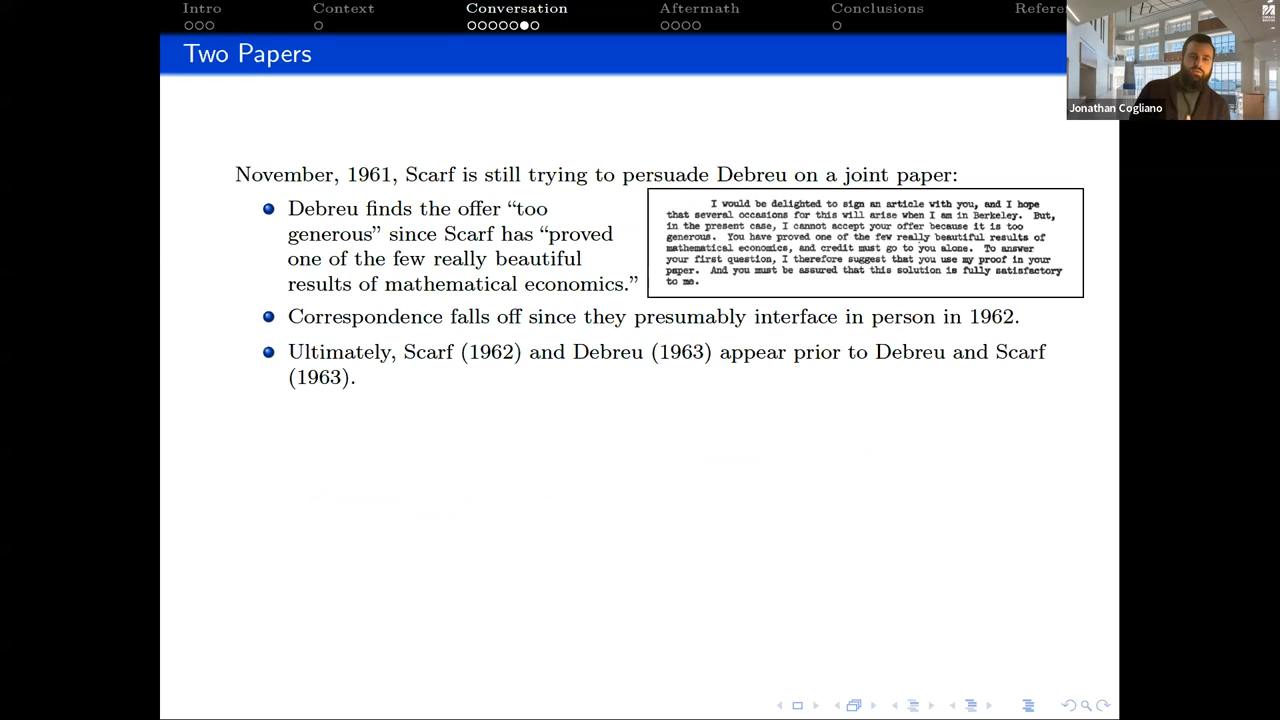 Intro
Context
Conversation
Aftermath
Conclusions
Refere
Two Papers
Jonathan Cogliano
November, 1961, Scarf is still trying to persuade Debreu on a joint paper:
Debreu finds the offer “too
generous” since Scarf has “proved
one of the few really beautiful
results of mathematical economics.”
I would be delighted to sign an article with you, and I hope
that several occasions for this will arise when I am in Berkeley. But,
in the present case, I cannot accept your offer because it is too
generous. You have proved one of the few really beautiful results of
mathematical economics, and credit must go to you alone. To answer
your first question, I therefore suggest that you use my proof in your
paper. And you must be assured that this solution is fully satisfactory
to me.
Correspondence falls off since they presumably interface in person in 1962.
Ultimately, Scarf (1962) and Debreu (1963) appear prior to Debreu and Scarf
(1963).